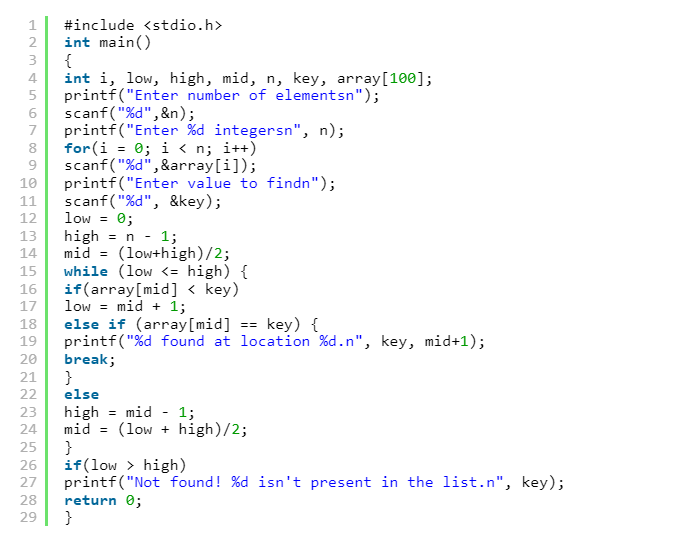 1 #include <stdio.h>
2 int main()
3 {
4 int i, low, high, mid, n, key, array[100];
5 printf("Enter number of elementsn");
6 scanf("%d",&n);
7 printf("Enter %d integersn", n);
8 for(i = 0; i < n; i++)
9 scanf("%d",&array[i]);
10 printf("Enter value to findn");
11 scanf("%d", &key);
12 low = 0;
13 high = n - 1;
14 mid = (low+high)/2;
15 while (low <= high) {
16 if(array[mid] < key)
17 low = mid + 1;
18 else if (array[mid] == key) {
19 printf("%d found at location %d.n", key, mid+1);
20 break;
21 }
22 else
23 high = mid - 1;
24 mid = (low + high)/2;
25 }
26 if(low > high)
27 printf("Not found! %d isn't present in the list.n", key);
28 return 0;
29 }